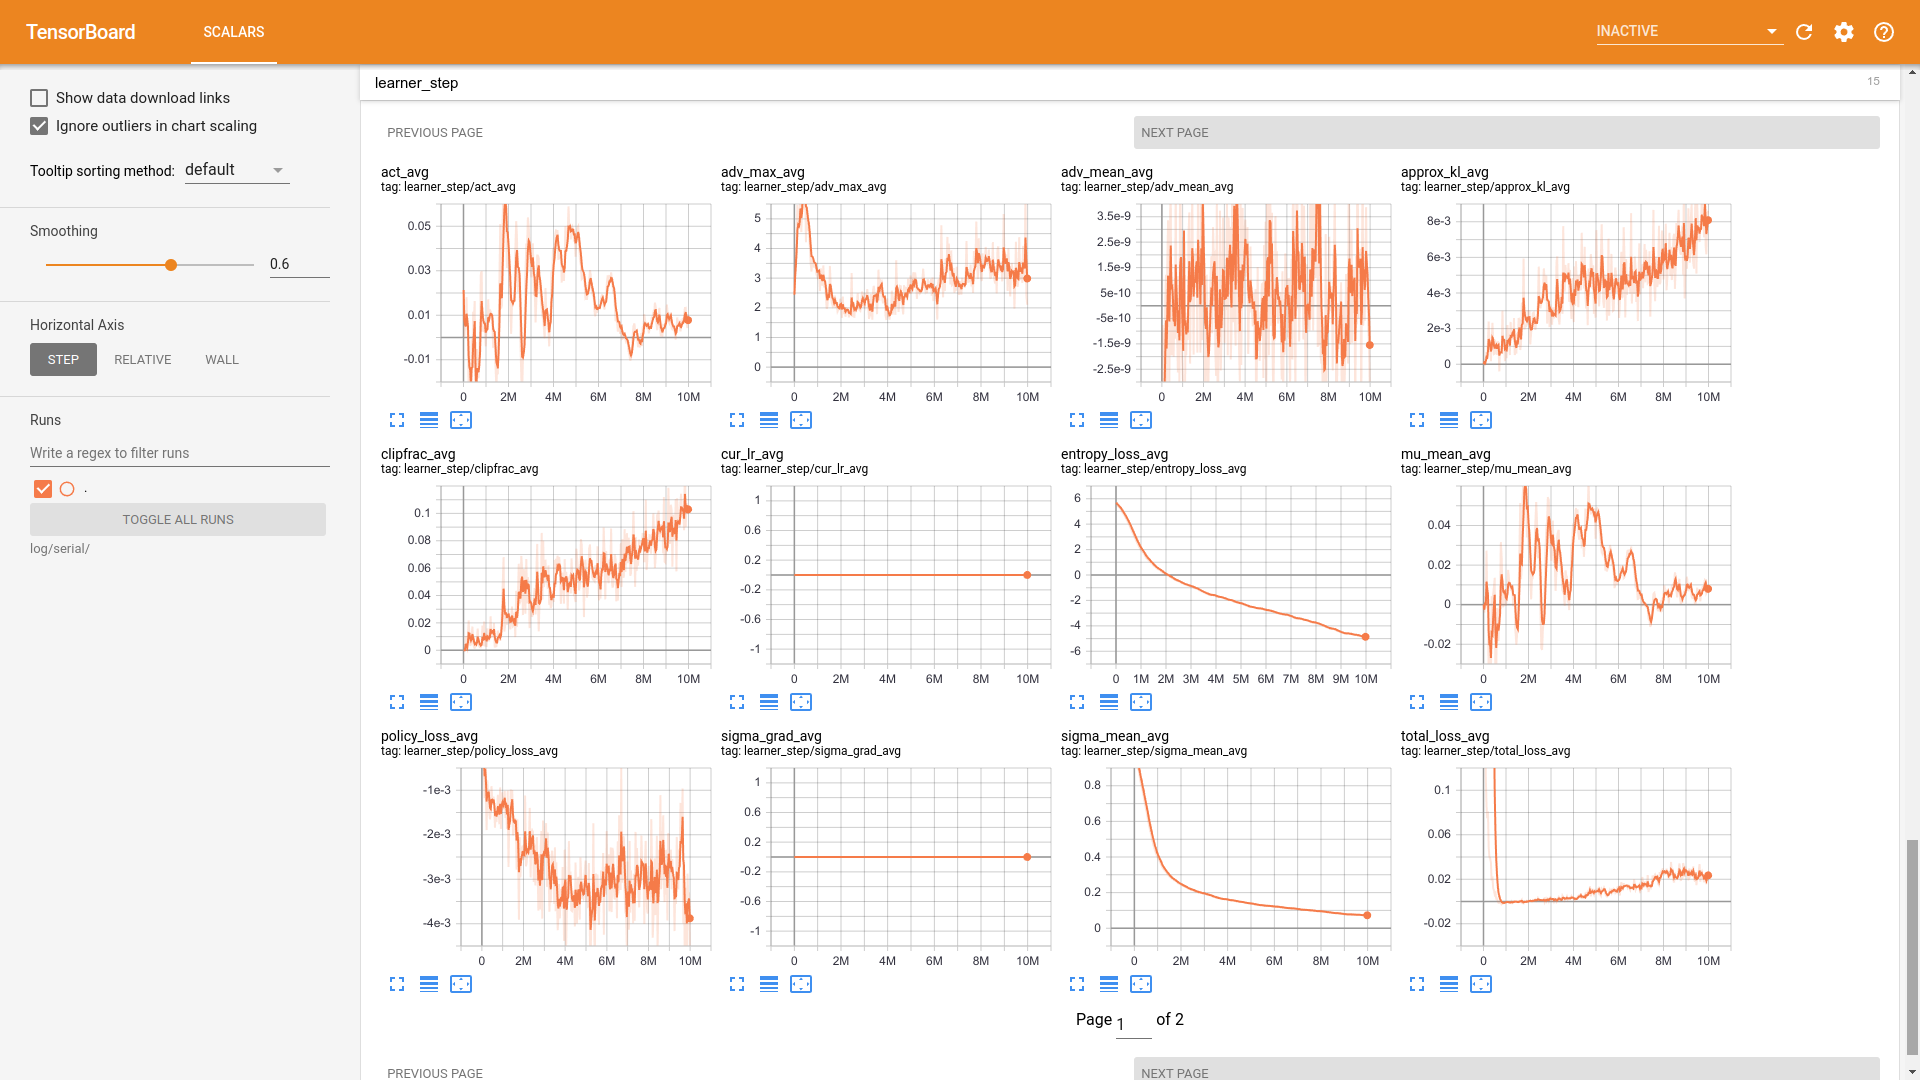 TensorBoard
SCALARS
INACTIVE
Show data download links
Ignore outliers in chart scaling
Tooltip sorting method: default
Smoothing
0.6
Horizontal Axis
STEP RELATIVE WALL
Runs
Write a regex to filter runs
.
TOGGLE ALL RUNS
log/serial/
learner_step 15
PREVIOUS PAGE NEXT PAGE
act_avg
tag: learner_step/act_avg
0.05
0.03
0.01
-0.01
0 2M 4M 6M 8M 10M
adv_max_avg
tag: learner_step/adv_max_avg
5
4
3
2
1
0
0 2M 4M 6M 8M 10M
adv_mean_avg
tag: learner_step/adv_mean_avg
3.5e-9
2.5e-9
1.5e-9
5e-10
-5e-10
-1.5e-9
-2.5e-9
0 2M 4M 6M 8M 10M
approx_kl_avg
tag: learner_step/approx_kl_avg
8e-3
6e-3
4e-3
2e-3
0
0 2M 4M 6M 8M 10M
clipfrac_avg
tag: learner_step/clipfrac_avg
0.1
0.08
0.06
0.04
0.02
0
0 2M 4M 6M 8M 10M
cur_lr_avg
tag: learner_step/cur_lr_avg
1
0.6
0.2
-0.2
-0.6
-1
0 2M 4M 6M 8M 10M
entropy_loss_avg
tag: learner_step/entropy_loss_avg
6
4
2
0
-2
-4
-6
0 1M 2M 3M 4M 5M 6M 7M 8M 9M 10M
mu_mean_avg
tag: learner_step/mu_mean_avg
0.04
0.02
0
-0.02
0 2M 4M 6M 8M 10M
policy_loss_avg
tag: learner_step/policy_loss_avg
-1e-3
-2e-3
-3e-3
-4e-3
0 2M 4M 6M 8M 10M
sigma_grad_avg
tag: learner_step/sigma_grad_avg
1
0.6
0.2
-0.2
-0.6
-1
0 2M 4M 6M 8M 10M
sigma_mean_avg
tag: learner_step/sigma_mean_avg
0.8
0.6
0.4
0.2
0
0 2M 4M 6M 8M 10M
total_loss_avg
tag: learner_step/total_loss_avg
0.1
0.06
0.02
-0.02
0 2M 4M 6M 8M 10M
Page 1 of 2
PREVIOUS PAGE NEXT PAGE